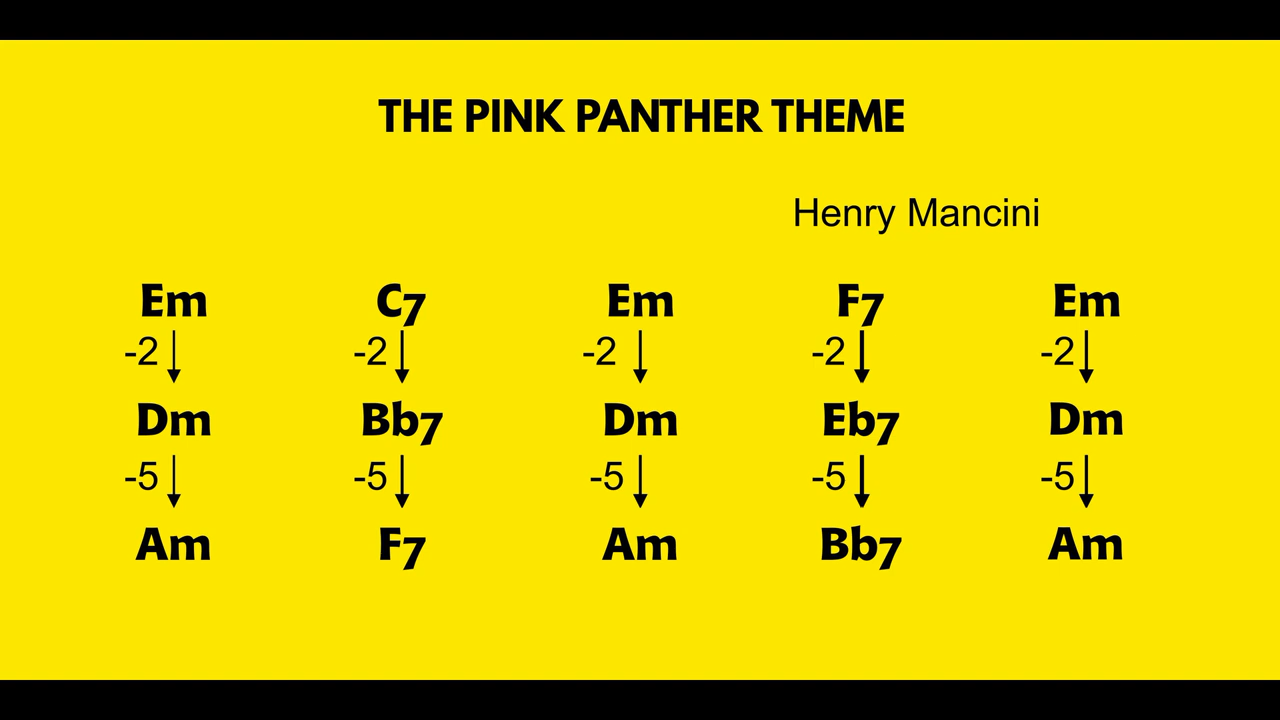 THE PINK PANTHER THEME
Henry Mancini
Em C7 Em F7 Em
-2 -2 -2 -2 -2
Dm Bb7 Dm Eb7 Dm
-5 -5 -5 -5 -5
Am F7 Am Bb7 Am